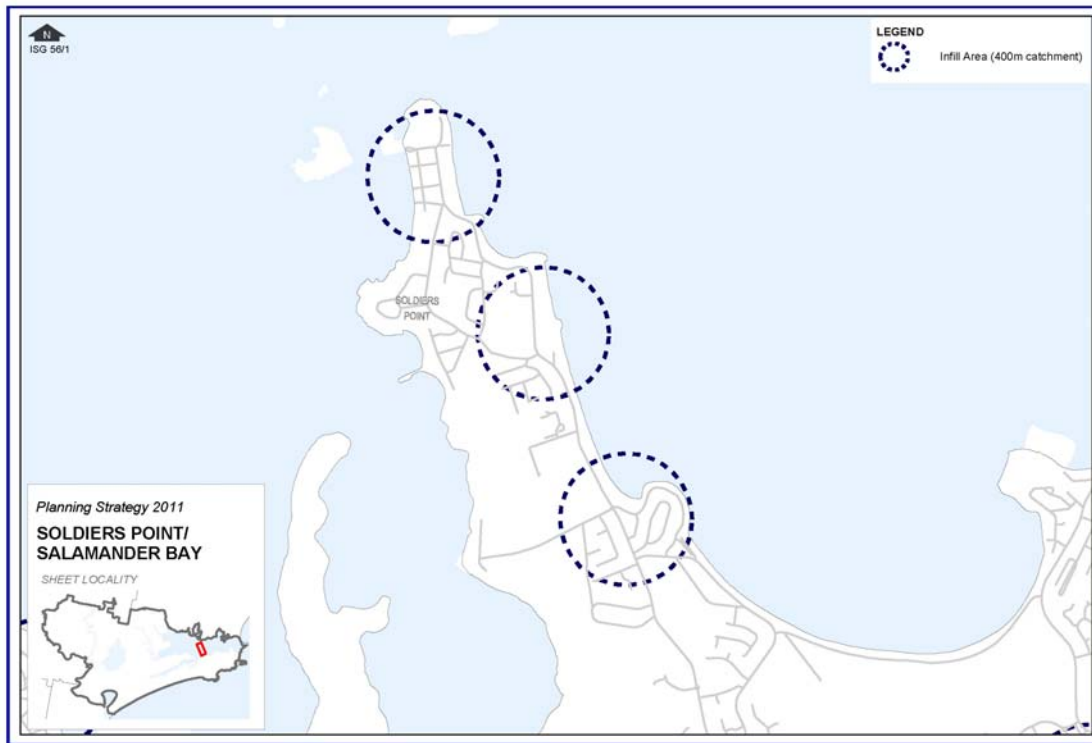 N
ISG 56/1
LEGEND
Infill Area (400m catchment)
SOLDIERS
POINT
Planning Strategy 2011
SOLDIERS POINT/
SALAMANDER BAY
SHEET LOCALITY